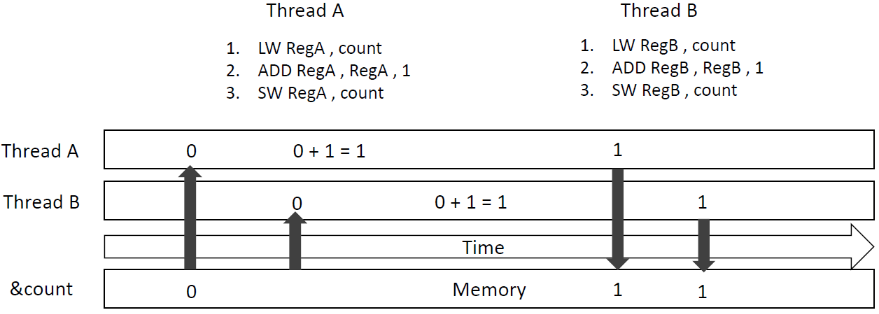 Thread A Thread B
1. LW RegA , count 1. LW RegB , count
2. ADD RegA , RegA , 1 2. ADD RegB , RegB , 1
3. SW RegA , count 3. SW RegB , count
Thread A 0 0 + 1 = 1 1
Thread B 0 0 + 1 = 1 1
Time
&count 0 Memory 1 1